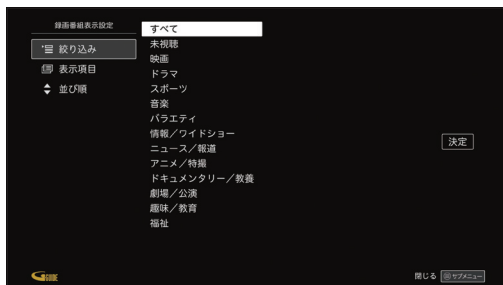 録画番組表示設定
絞り込み
表示項目
並び順
すべて
未視聴
映画
ドラマ
スポーツ
音楽
バラエティ
情報／ワイドショー
ニュース／報道
アニメ／特撮
ドキュメンタリー／教養
劇場／公演
趣味／教育
福祉
決定
G GUIDE
閉じる サブメニュー